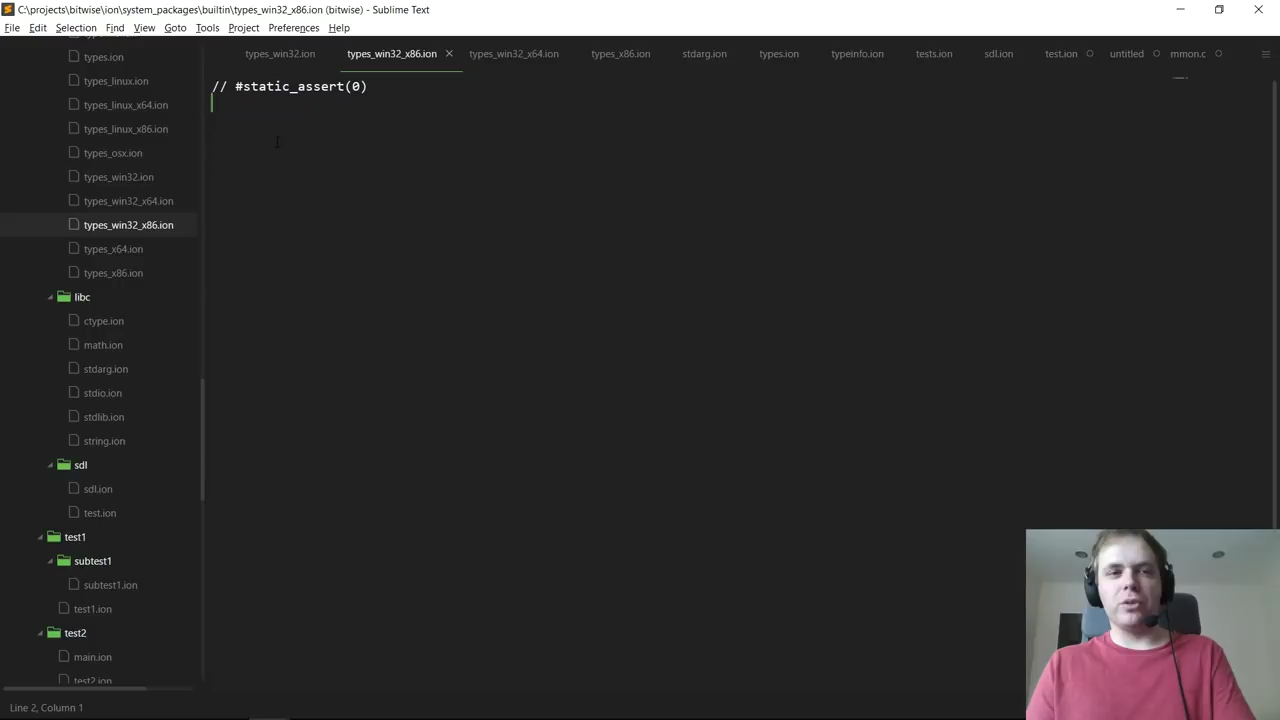 C:\projects\bitwise\ion\system_packages\builtin\types_win32_x86.ion (bitwise) - Sublime Text
File Edit Selection Find View Goto Tools Project Preferences Help
types_win32.ion types_win32_x86.ion types_win32_x64.ion types_x86.ion stdarg.ion types.ion typeinfo.ion tests.ion sdl.ion test.ion untitled mmon.c
// #static_assert(0)
types.ion
types_linux.ion
types_linux_x64.ion
types_linux_x86.ion
types_osx.ion
types_win32.ion
types_win32_x64.ion
types_win32_x86.ion
types_x64.ion
types_x86.ion
libc
ctype.ion
math.ion
stdarg.ion
stdio.ion
stdlib.ion
string.ion
sdl
sdl.ion
test.ion
test1
subtest1
subtest1.ion
test1.ion
test2
main.ion
test2.ion
Line 2, Column 1